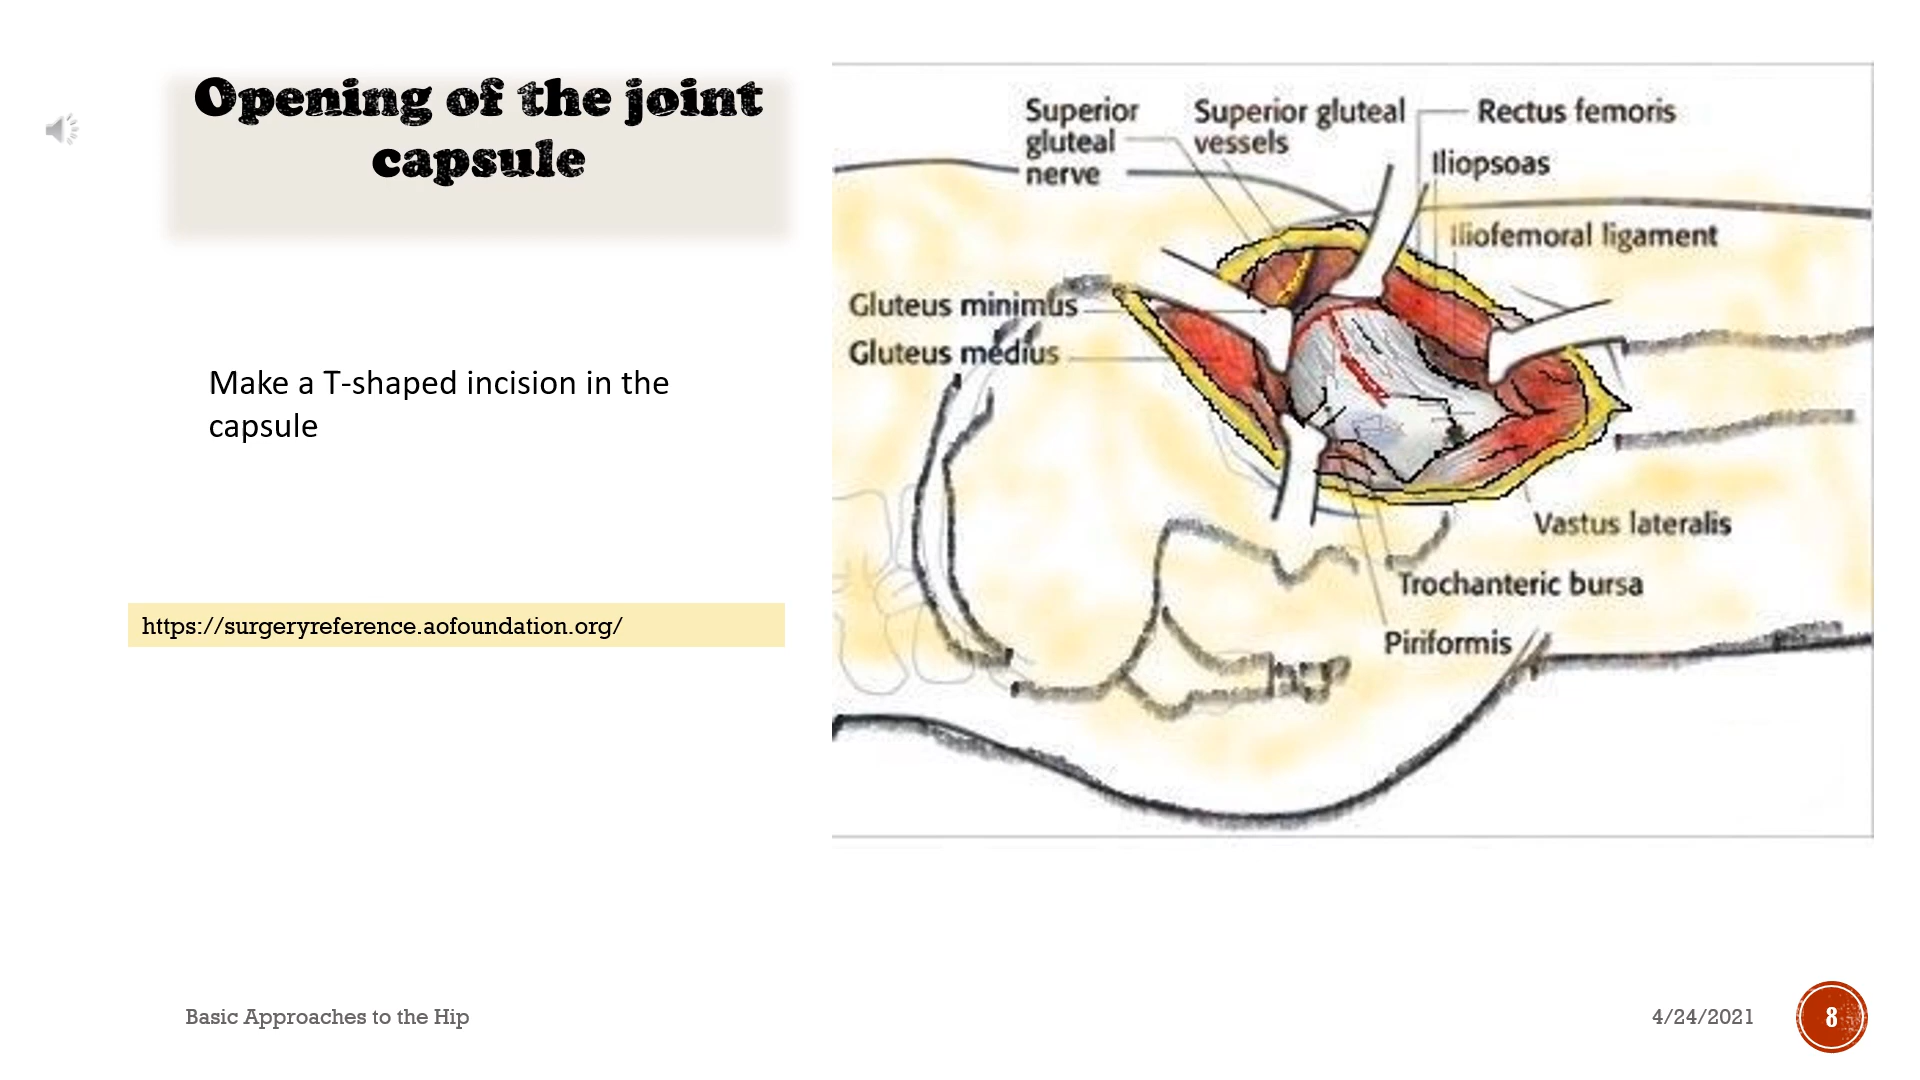 Opening of the joint
capsule
Make a T-shaped incision in the
capsule
https://surgeryreference.aofoundation.org/
Superior
gluteal
nerve
Superior gluteal
vessels
Rectus femoris
Iliopsoas
Iliofemoral ligament
Gluteus minimus
Gluteus medius
Vastus lateralis
Trochanteric bursa
Piriformis
Basic Approaches to the Hip
4/24/2021
8